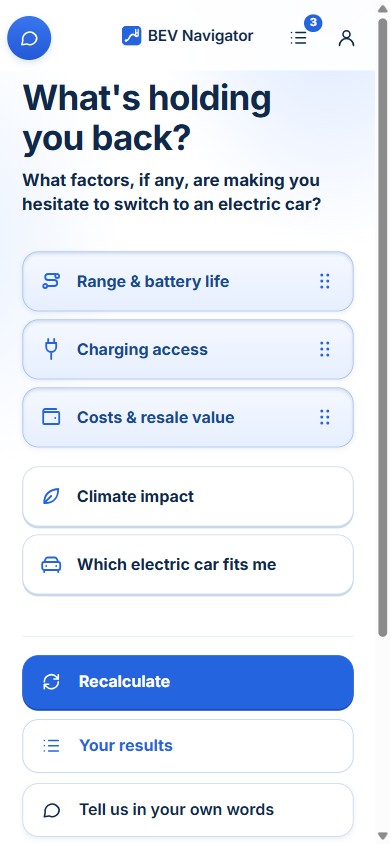 BEV Navigator
3
What's holding
you back?
What factors, if any, are making you
hesitate to switch to an electric car?
Range & battery life
Charging access
Costs & resale value
Climate impact
Which electric car fits me
Recalculate
Your results
Tell us in your own words